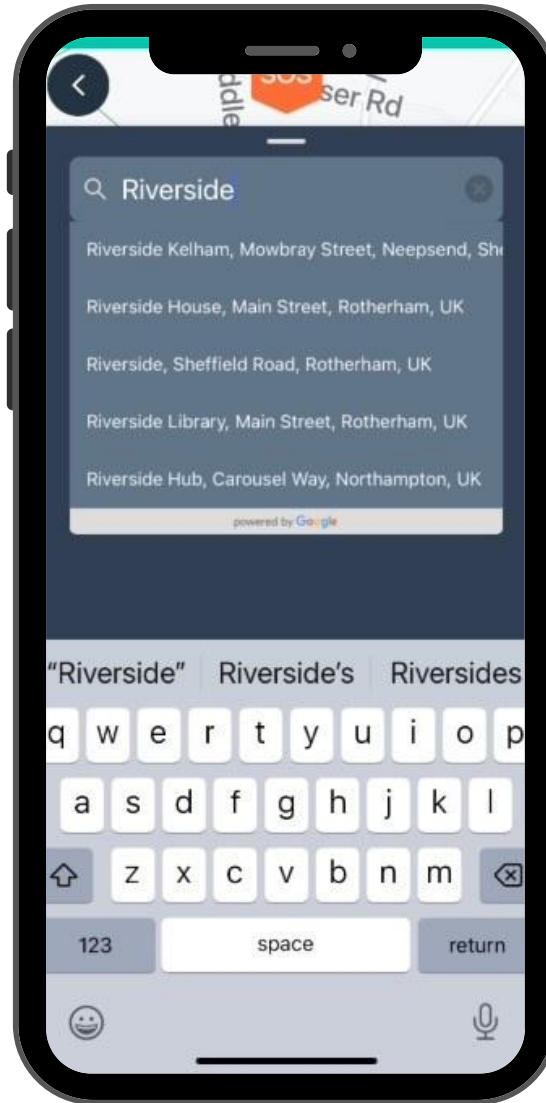 ddle
SOS
ser Rd
Riverside
Riverside Kelham, Mowbray Street, Neepsend, She
Riverside House, Main Street, Rotherham, UK
Riverside, Sheffield Road, Rotherham, UK
Riverside Library, Main Street, Rotherham, UK
Riverside Hub, Carousel Way, Northampton, UK
powered by Google
“Riverside” Riverside's Riversides
q w e r t y u i o p
a s d f g h j k l
z x c v b n m
123 space return